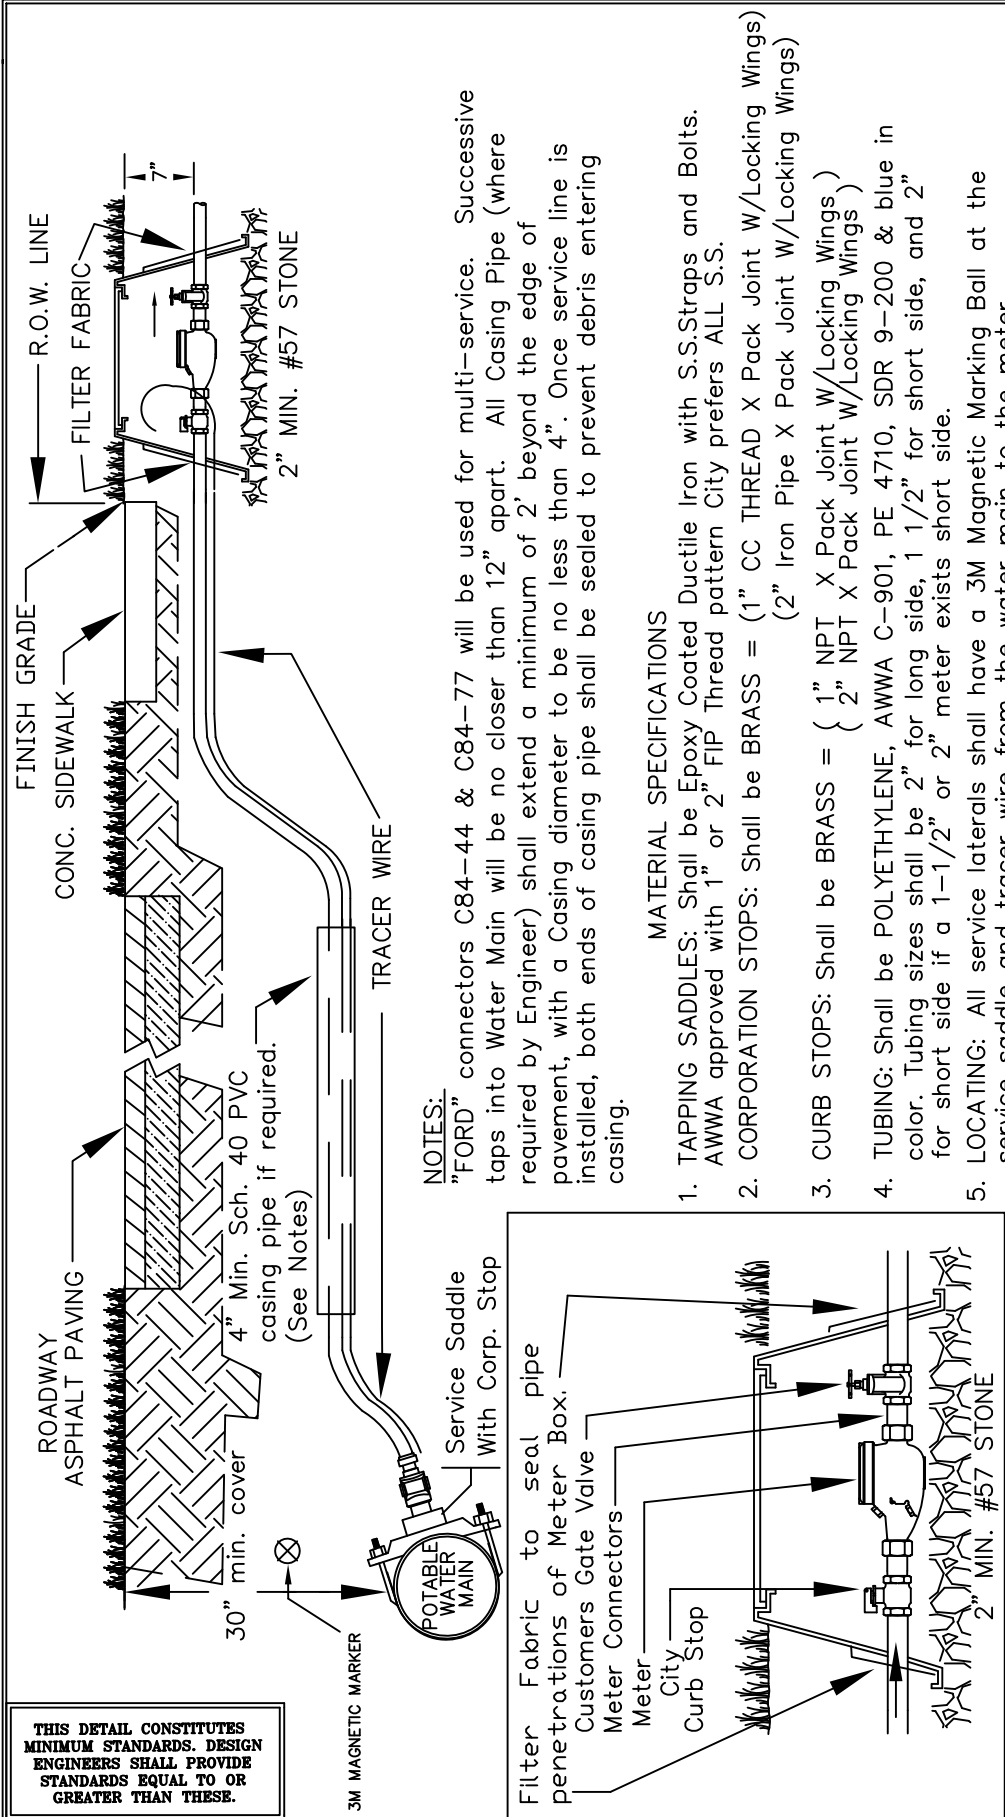 THIS DETAIL CONSTITUTES
MINIMUM STANDARDS. DESIGN
ENGINEERS SHALL PROVIDE
STANDARDS EQUAL TO OR
GREATER THAN THESE.
ROADWAY
ASPHALT PAVING
FINISH GRADE
CONC. SIDEWALK
R.O.W. LINE
FILTER FABRIC
7"
2" MIN. #57 STONE
30" min. cover
3M MAGNETIC MARKER
4" Min. Sch. 40 PVC
casing pipe if required.
(See Notes)
TRACER WIRE
POTABLE
WATER
MAIN
Service Saddle
With Corp. Stop
NOTES:
"FORD" connectors C84-44 & C84-77 will be used for multi-service. Successive
taps into Water Main will be no closer than 12" apart. All Casing Pipe (where
required by Engineer) shall extend a minimum of 2' beyond the edge of
pavement, with a Casing diameter to be no less than 4". Once service line is
installed, both ends of casing pipe shall be sealed to prevent debris entering
casing.
MATERIAL SPECIFICATIONS
1. TAPPING SADDLES: Shall be Epoxy Coated Ductile Iron with S.S.Straps and Bolts.
AWWA approved with 1" or 2" FIP Thread pattern City prefers ALL S.S.
2. CORPORATION STOPS: Shall be BRASS = (1" CC THREAD X Pack Joint W/Locking Wings)
(2" Iron Pipe X Pack Joint W/Locking Wings)
3. CURB STOPS: Shall be BRASS = ( 1" NPT X Pack Joint W/Locking Wings )
( 2" NPT X Pack Joint W/Locking Wings )
4. TUBING: Shall be POLYETHYLENE, AWWA C-901, PE 4710, SDR 9-200 & blue in
color. Tubing sizes shall be 2" for long side, 1 1/2" for short side, and 2"
for short side if a 1-1/2" or 2" meter exists short side.
5. LOCATING: All service laterals shall have a 3M Magnetic Marking Ball at the
service saddle and tracer wire from the water main to the meter.
Filter Fabric to seal pipe
penetrations of Meter Box.
Customers Gate Valve
Meter Connectors
Meter
City
Curb Stop
2" MIN. #57 STONE